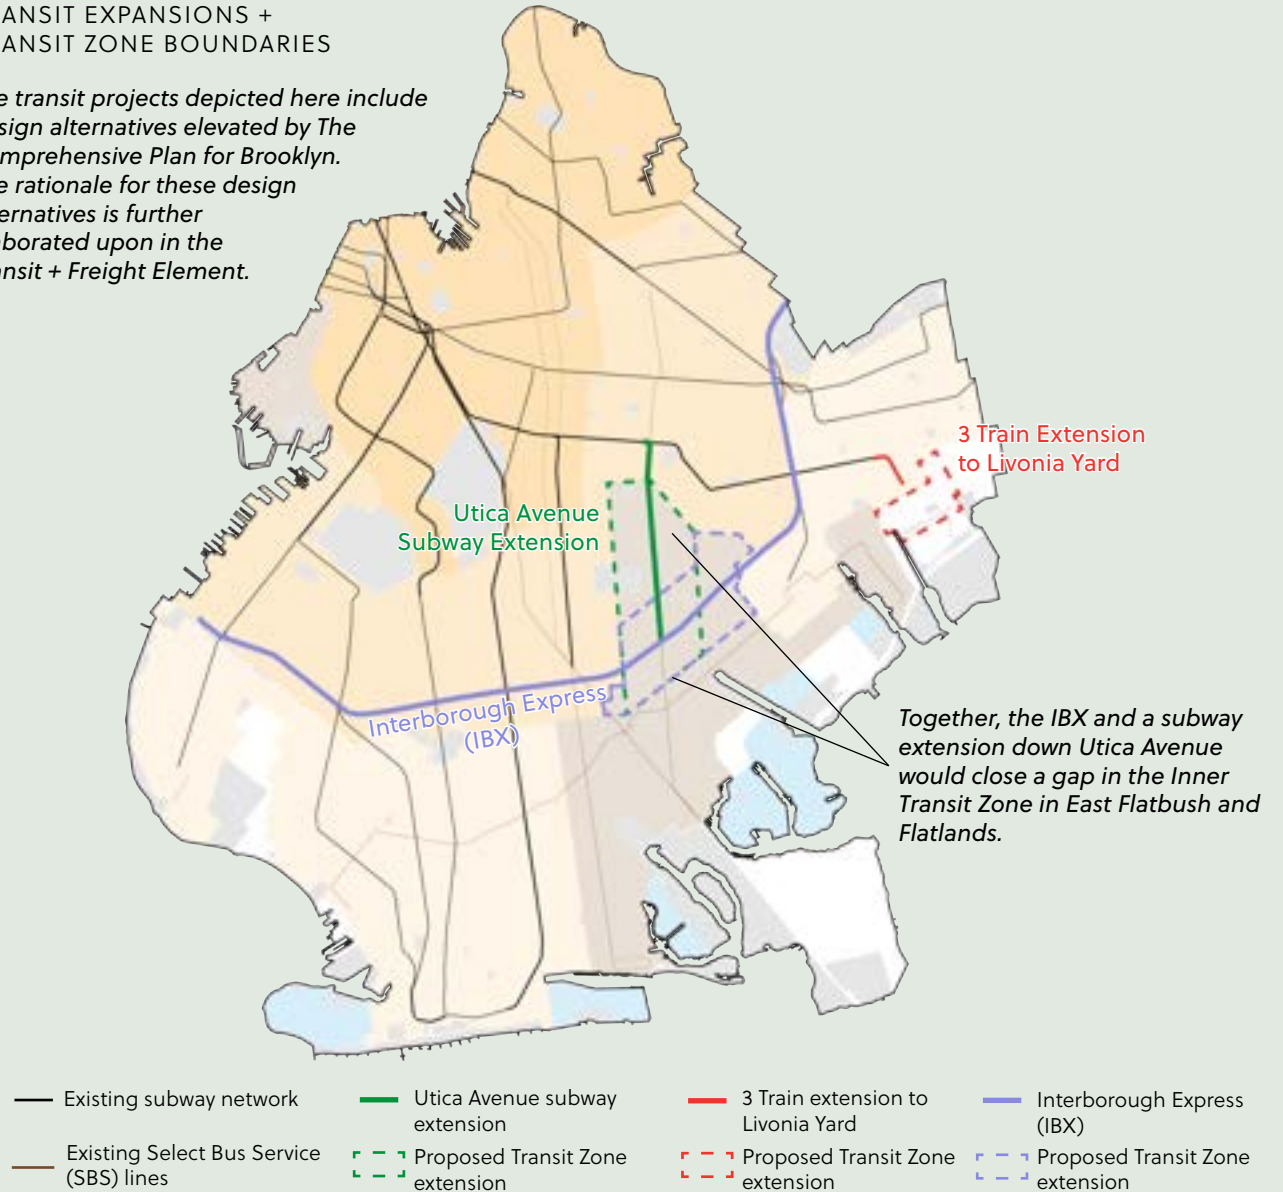 ANSIT EXPANSIONS +
ANSIT ZONE BOUNDARIES
e transit projects depicted here include
sign alternatives elevated by The
mprehensive Plan for Brooklyn.
e rationale for these design
ernatives is further
borated upon in the
ansit + Freight Element.
3 Train Extension
to Livonia Yard
Utica Avenue
Subway Extension
Interborough Express
(IBX)
Together, the IBX and a subway
extension down Utica Avenue
would close a gap in the Inner
Transit Zone in East Flatbush and
Flatlands.
Existing subway network
Utica Avenue subway
extension
3 Train extension to
Livonia Yard
Interborough Express
(IBX)
Existing Select Bus Service
(SBS) lines
Proposed Transit Zone
extension
Proposed Transit Zone
extension
Proposed Transit Zone
extension